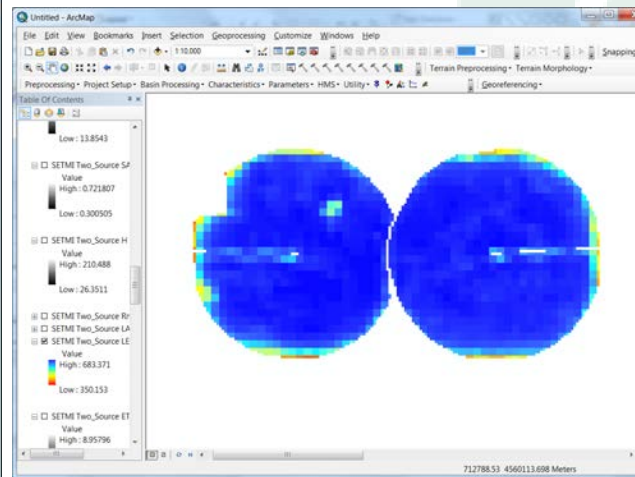 Untitled - ArcMap
File Edit View Bookmarks Insert Selection Geoprocessing Customize Windows Help
1:10,000
Snapping
Terrain Preprocessing Terrain Morphology
Preprocessing Project Setup Basin Processing Characteristics Parameters HMS Utility
Georeferencing
Table Of Contents
Low : 13.8543
SETMI Two_Source SA
Value
High : 0.721807
Low : 0.300505
SETMI Two_Source H
Value
High : 210.488
Low : 26.3511
SETMI Two_Source Rr
SETMI Two_Source LA
SETMI Two_Source LE
Value
High : 683.371
Low : 350.153
SETMI Two_Source ET
Value
High : 8.95796
712788.53 4560113.698 Meters